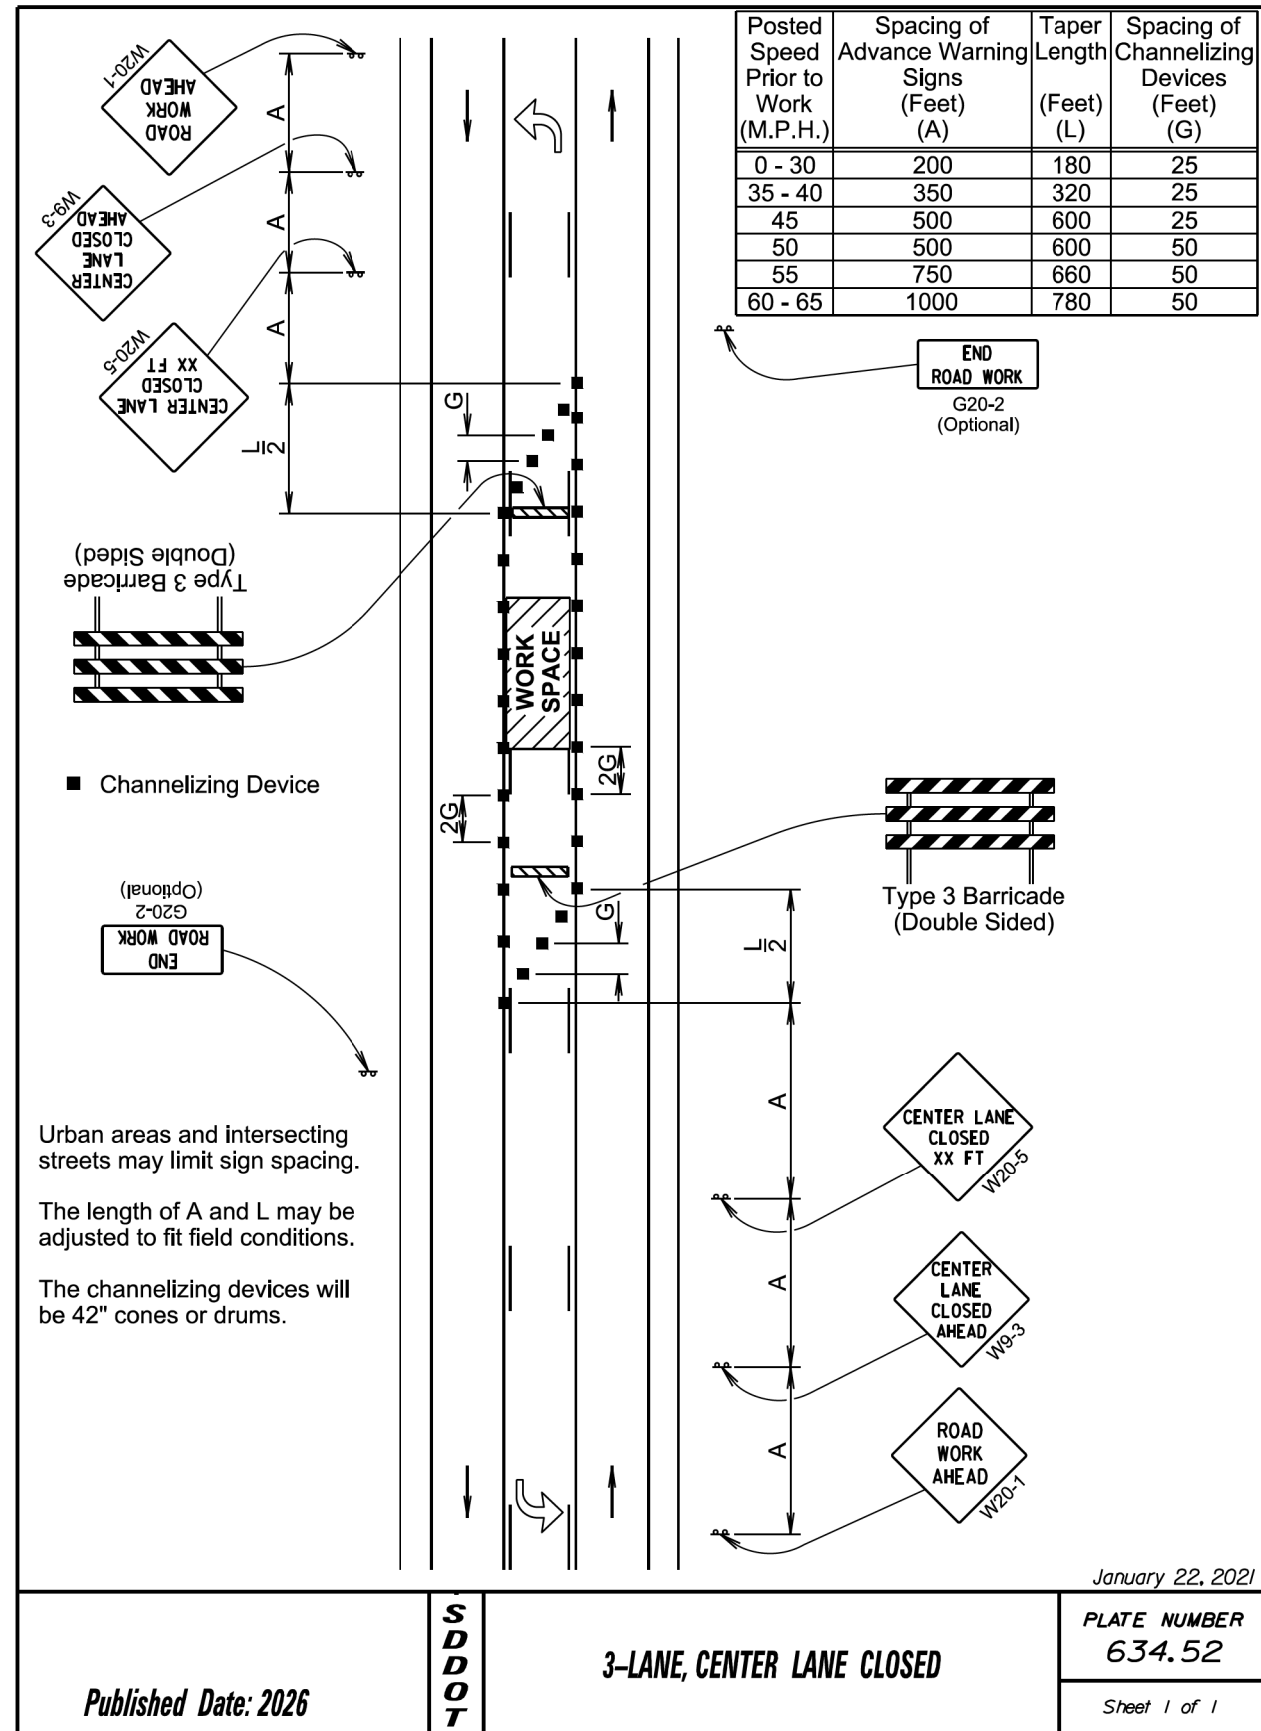 Posted Speed Prior to Work (M.P.H.)
Spacing of Advance Warning Signs (Feet) (A)
Taper Length (Feet) (L)
Spacing of Channelizing Devices (Feet) (G)
0 - 30 200 180 25
35 - 40 350 320 25
45 500 600 25
50 500 600 50
55 750 660 50
60 - 65 1000 780 50
W20-1
ROAD
WORK
AHEAD
W9-3
CENTER
LANE
CLOSED
AHEAD
W20-5
CENTER LANE
CLOSED
XX FT
A
A
A
L/2
G
END
ROAD WORK
G20-2
(Optional)
Type 3 Barricade
(Double Sided)
WORK
SPACE
■ Channelizing Device
2G
2G
Type 3 Barricade
(Double Sided)
END
ROAD WORK
G20-2
(Optional)
G
L/2
A
A
A
CENTER LANE
CLOSED
XX FT
W20-5
CENTER
LANE
CLOSED
AHEAD
W9-3
ROAD
WORK
AHEAD
W20-1
Urban areas and intersecting
streets may limit sign spacing.
The length of A and L may be
adjusted to fit field conditions.
The channelizing devices will
be 42" cones or drums.
January 22, 2021
Published Date: 2026
SDDOT
3-LANE, CENTER LANE CLOSED
PLATE NUMBER
634.52
Sheet 1 of 1